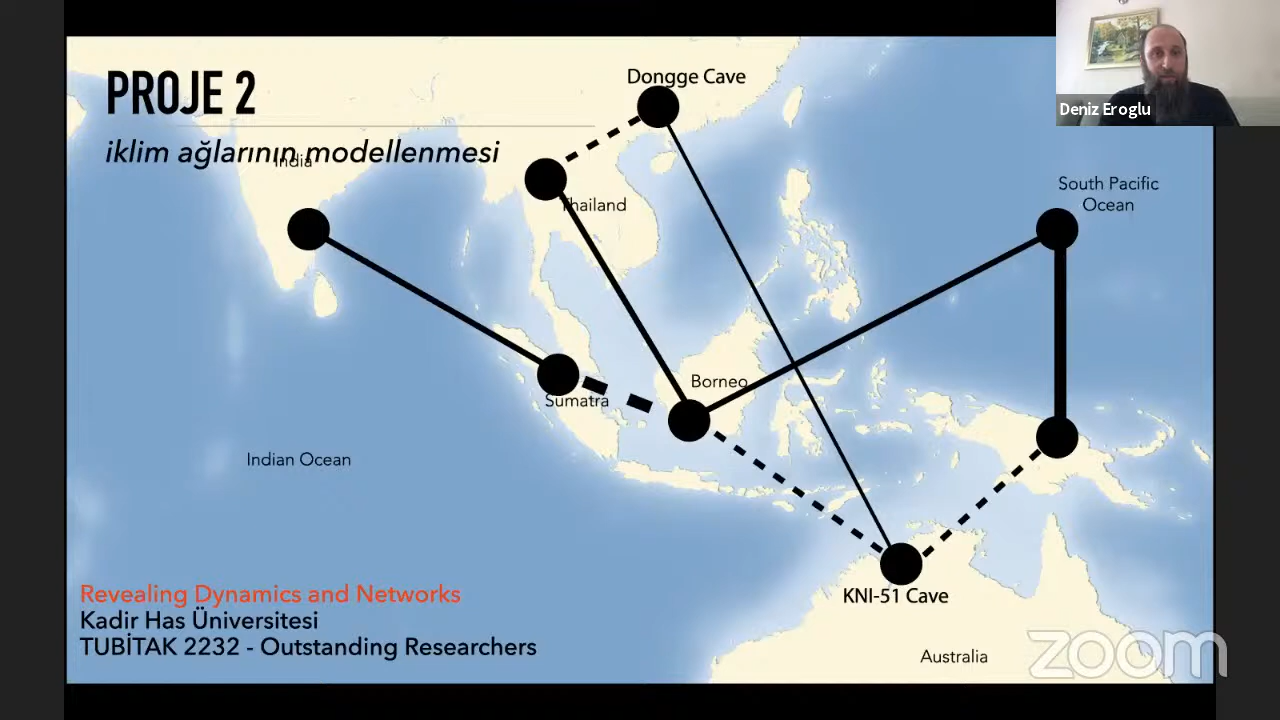 PROJE 2
iklim ağlarının modellenmesi
India
Dongge Cave
Deniz Eroglu
Thailand
South Pacific
Ocean
Borneo
Sumatra
Indian Ocean
KNI-51 Cave
Australia
Revealing Dynamics and Networks
Kadir Has Üniversitesi
TUBİTAK 2232 - Outstanding Researchers
zoom